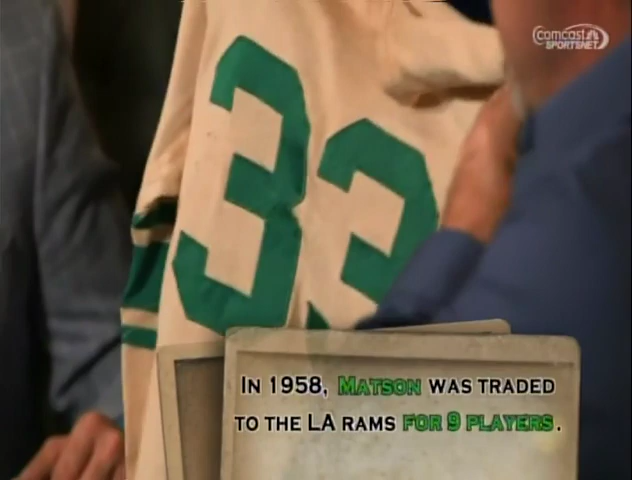 comcast
SPORTSNET
33
IN 1958, MATSON WAS TRADED
TO THE LA RAMS FOR 9 PLAYERS.